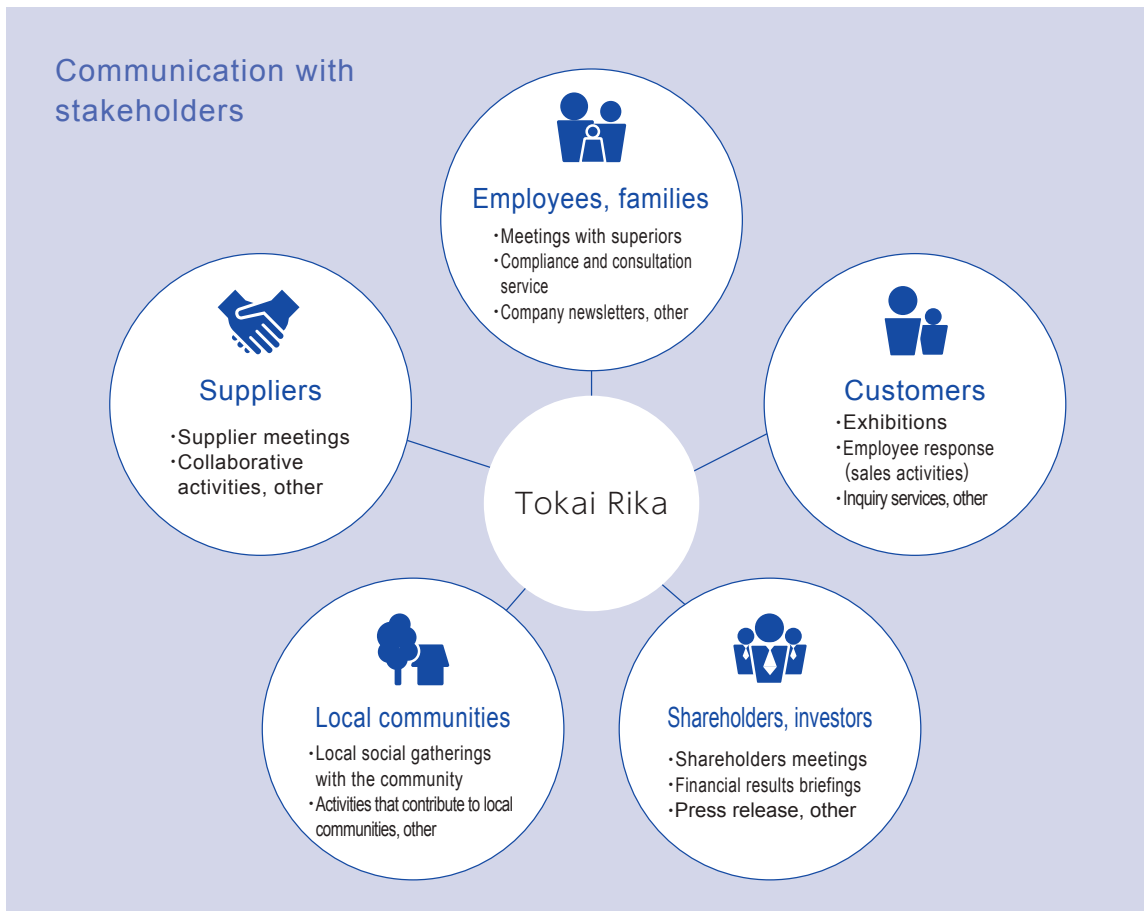 Communication with
stakeholders
Employees, families
・Meetings with superiors
・Compliance and consultation
service
・Company newsletters, other
Suppliers
・Supplier meetings
・Collaborative
activities, other
Customers
・Exhibitions
・Employee response
(sales activities)
・Inquiry services, other
Tokai Rika
Local communities
・Local social gatherings
with the community
・Activities that contribute to local
communities, other
Shareholders, investors
・Shareholders meetings
・Financial results briefings
・Press release, other